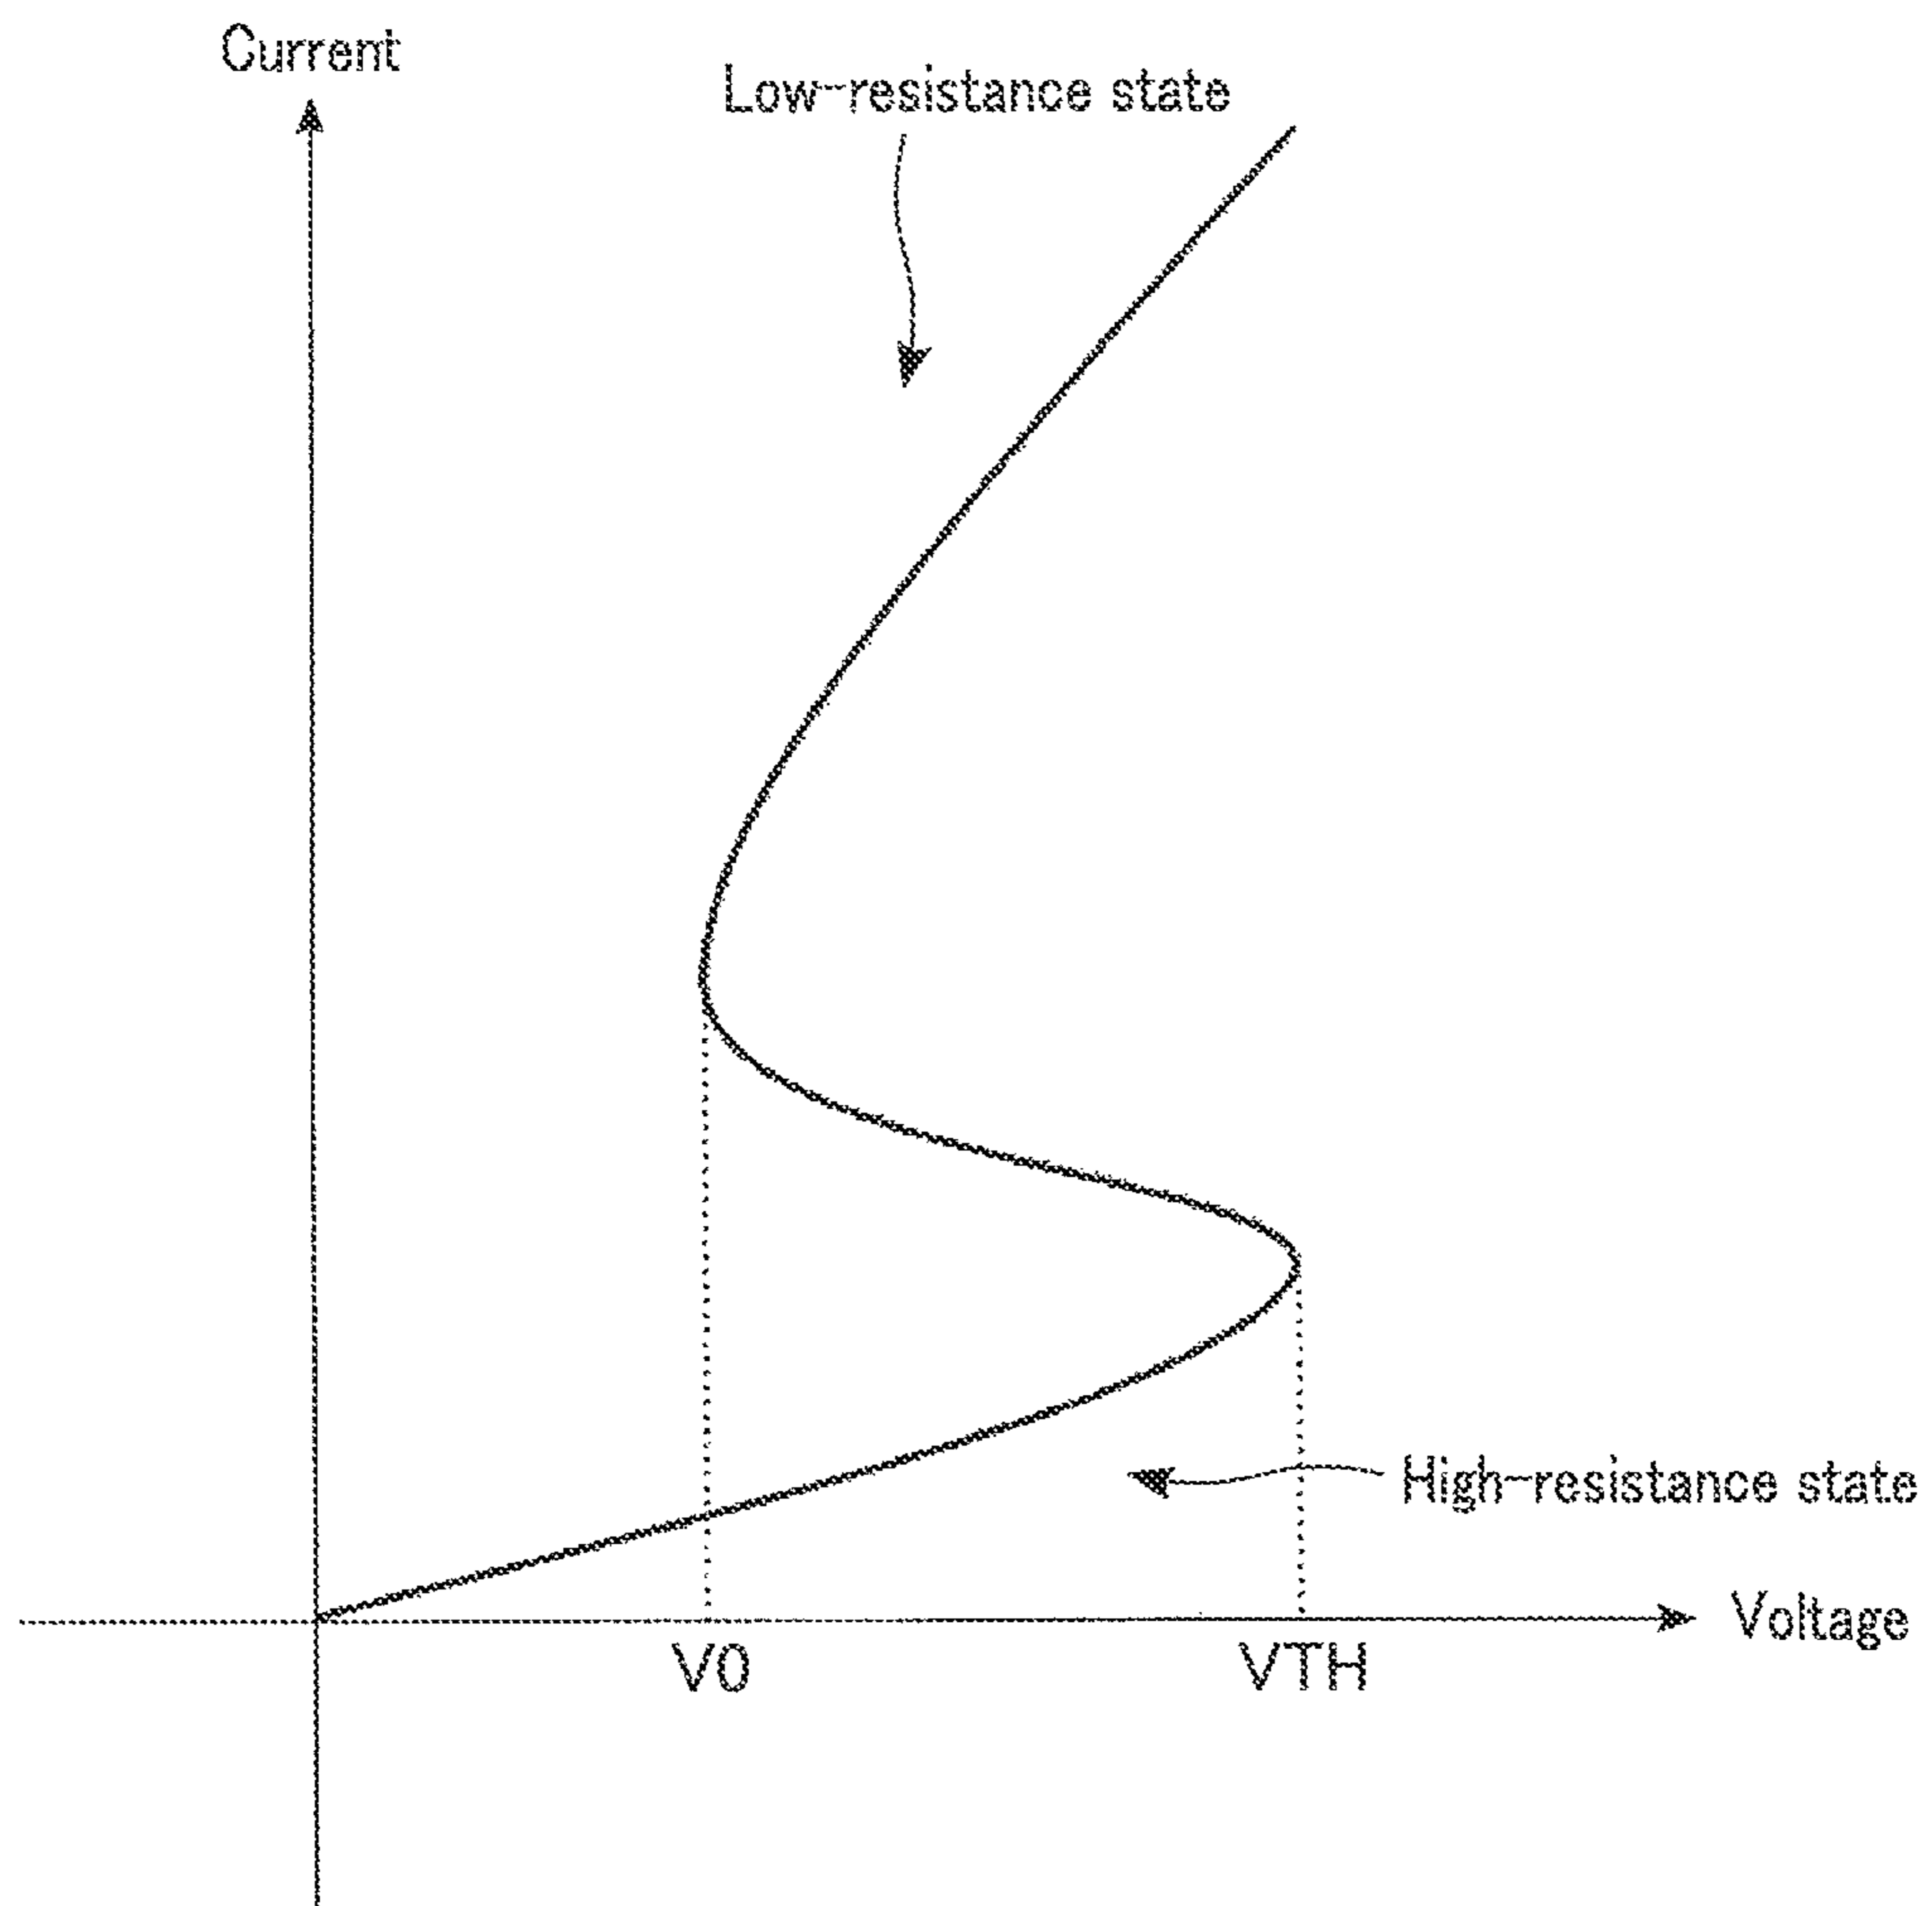 Current
Low-resistance state
High-resistance state
Voltage
V0
VTH